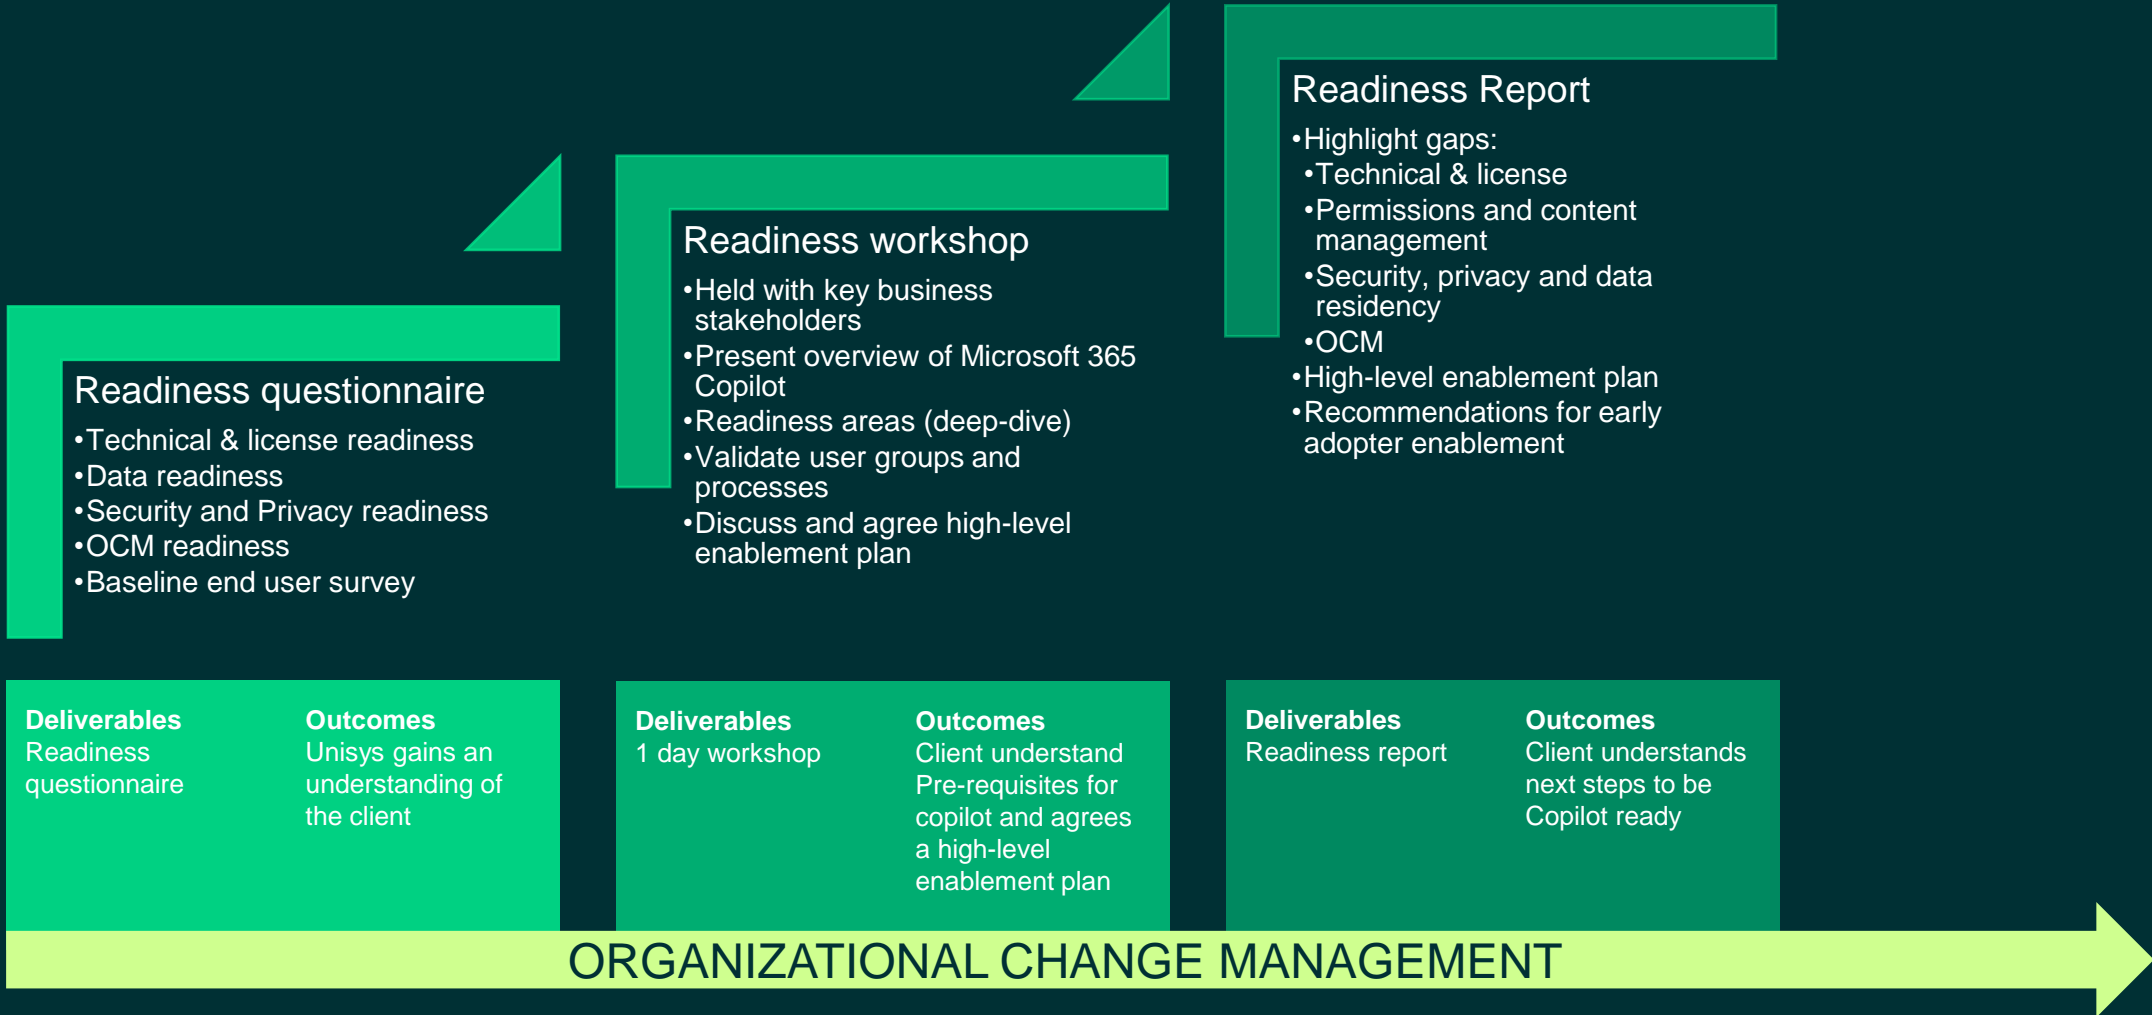 Readiness questionnaire
•Technical & license readiness
•Data readiness
•Security and Privacy readiness
•OCM readiness
•Baseline end user survey
Readiness workshop
•Held with key business
stakeholders
•Present overview of Microsoft 365
Copilot
•Readiness areas (deep-dive)
•Validate user groups and
processes
•Discuss and agree high-level
enablement plan
Readiness Report
•Highlight gaps:
•Technical & license
•Permissions and content
management
•Security, privacy and data
residency
•OCM
•High-level enablement plan
•Recommendations for early
adopter enablement
Deliverables
Readiness
questionnaire
Outcomes
Unisys gains an
understanding of
the client
Deliverables
1 day workshop
Outcomes
Client understand
Pre-requisites for
copilot and agrees
a high-level
enablement plan
Deliverables
Readiness report
Outcomes
Client understands
next steps to be
Copilot ready
ORGANIZATIONAL CHANGE MANAGEMENT